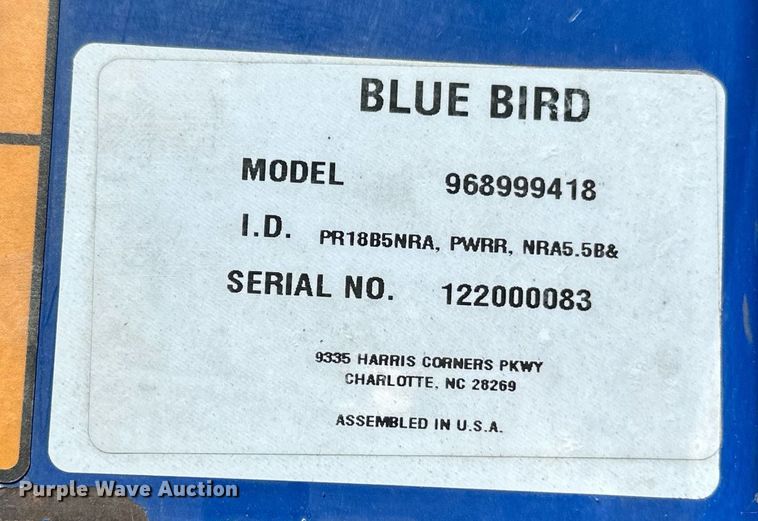 BLUE BIRD
MODEL 968999418
I.D. PR18B5NRA, PWRR, NRA5.5B&
SERIAL NO. 122000083
9335 HARRIS CORNERS PKWY
CHARLOTTE, NC 28269
ASSEMBLED IN U.S.A.
Purple Wave Auction